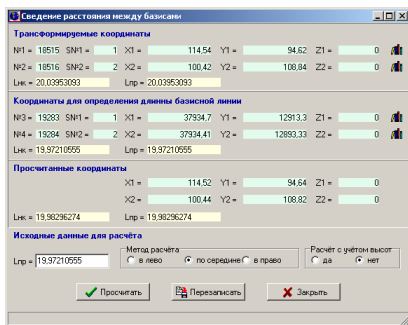 Сведение расстояния между базисами
Трансформируемые координаты
№1 = 18515 SN№1 = 1 X1 = 114,54 Y1 = 94,62 Z1 = 0
№2 = 18516 SN№2 = 2 X2 = 100,42 Y2 = 108,84 Z2 = 0
Lнк = 20,03953093 Lпр = 20,03953093
Координаты для определения длинны базисной линии
№3 = 19283 SN№1 = 1 X1 = 37934,7 Y1 = 12913,3 Z1 = 0
№4 = 19284 SN№2 = 2 X2 = 37934,41 Y2 = 12893,33 Z2 = 0
Lнк = 19,97210555 Lпр = 19,97210555
Просчитанные координаты
X1 = 114,52 Y1 = 94,64 Z1 = 0
X2 = 100,44 Y2 = 108,82 Z2 = 0
Lнк = 19,98296274 Lпр = 19,98296274
Исходные данные для расчёта
Метод расчёта Расчёт с учётом высот
Lпр = 19,97210555 в лево по середине в право да нет
Просчитать Перезаписать Закрыть